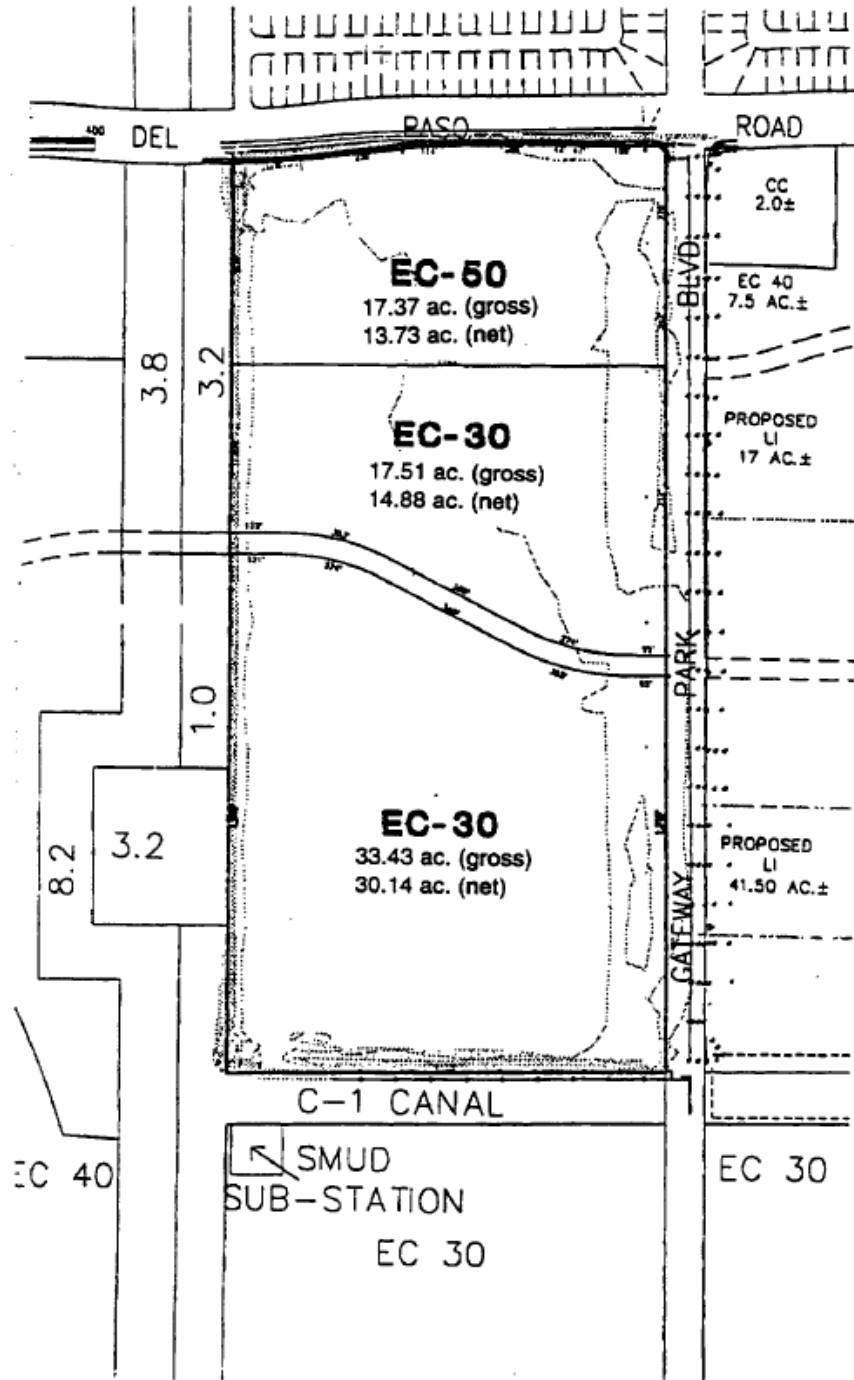 400
DEL
PASO
ROAD
CC
2.0±
EC-50
17.37 ac. (gross)
13.73 ac. (net)
BLVD
EC 40
7.5 AC.±
3.8
3.2
EC-30
17.51 ac. (gross)
14.88 ac. (net)
PROPOSED
LI
17 AC.±
PARK
1.0
EC-30
33.43 ac. (gross)
30.14 ac. (net)
8.2
3.2
PROPOSED
LI
41.50 AC.±
GATEWAY
C-1 CANAL
EC 40
SMUD
SUB-STATION
EC 30
EC 30